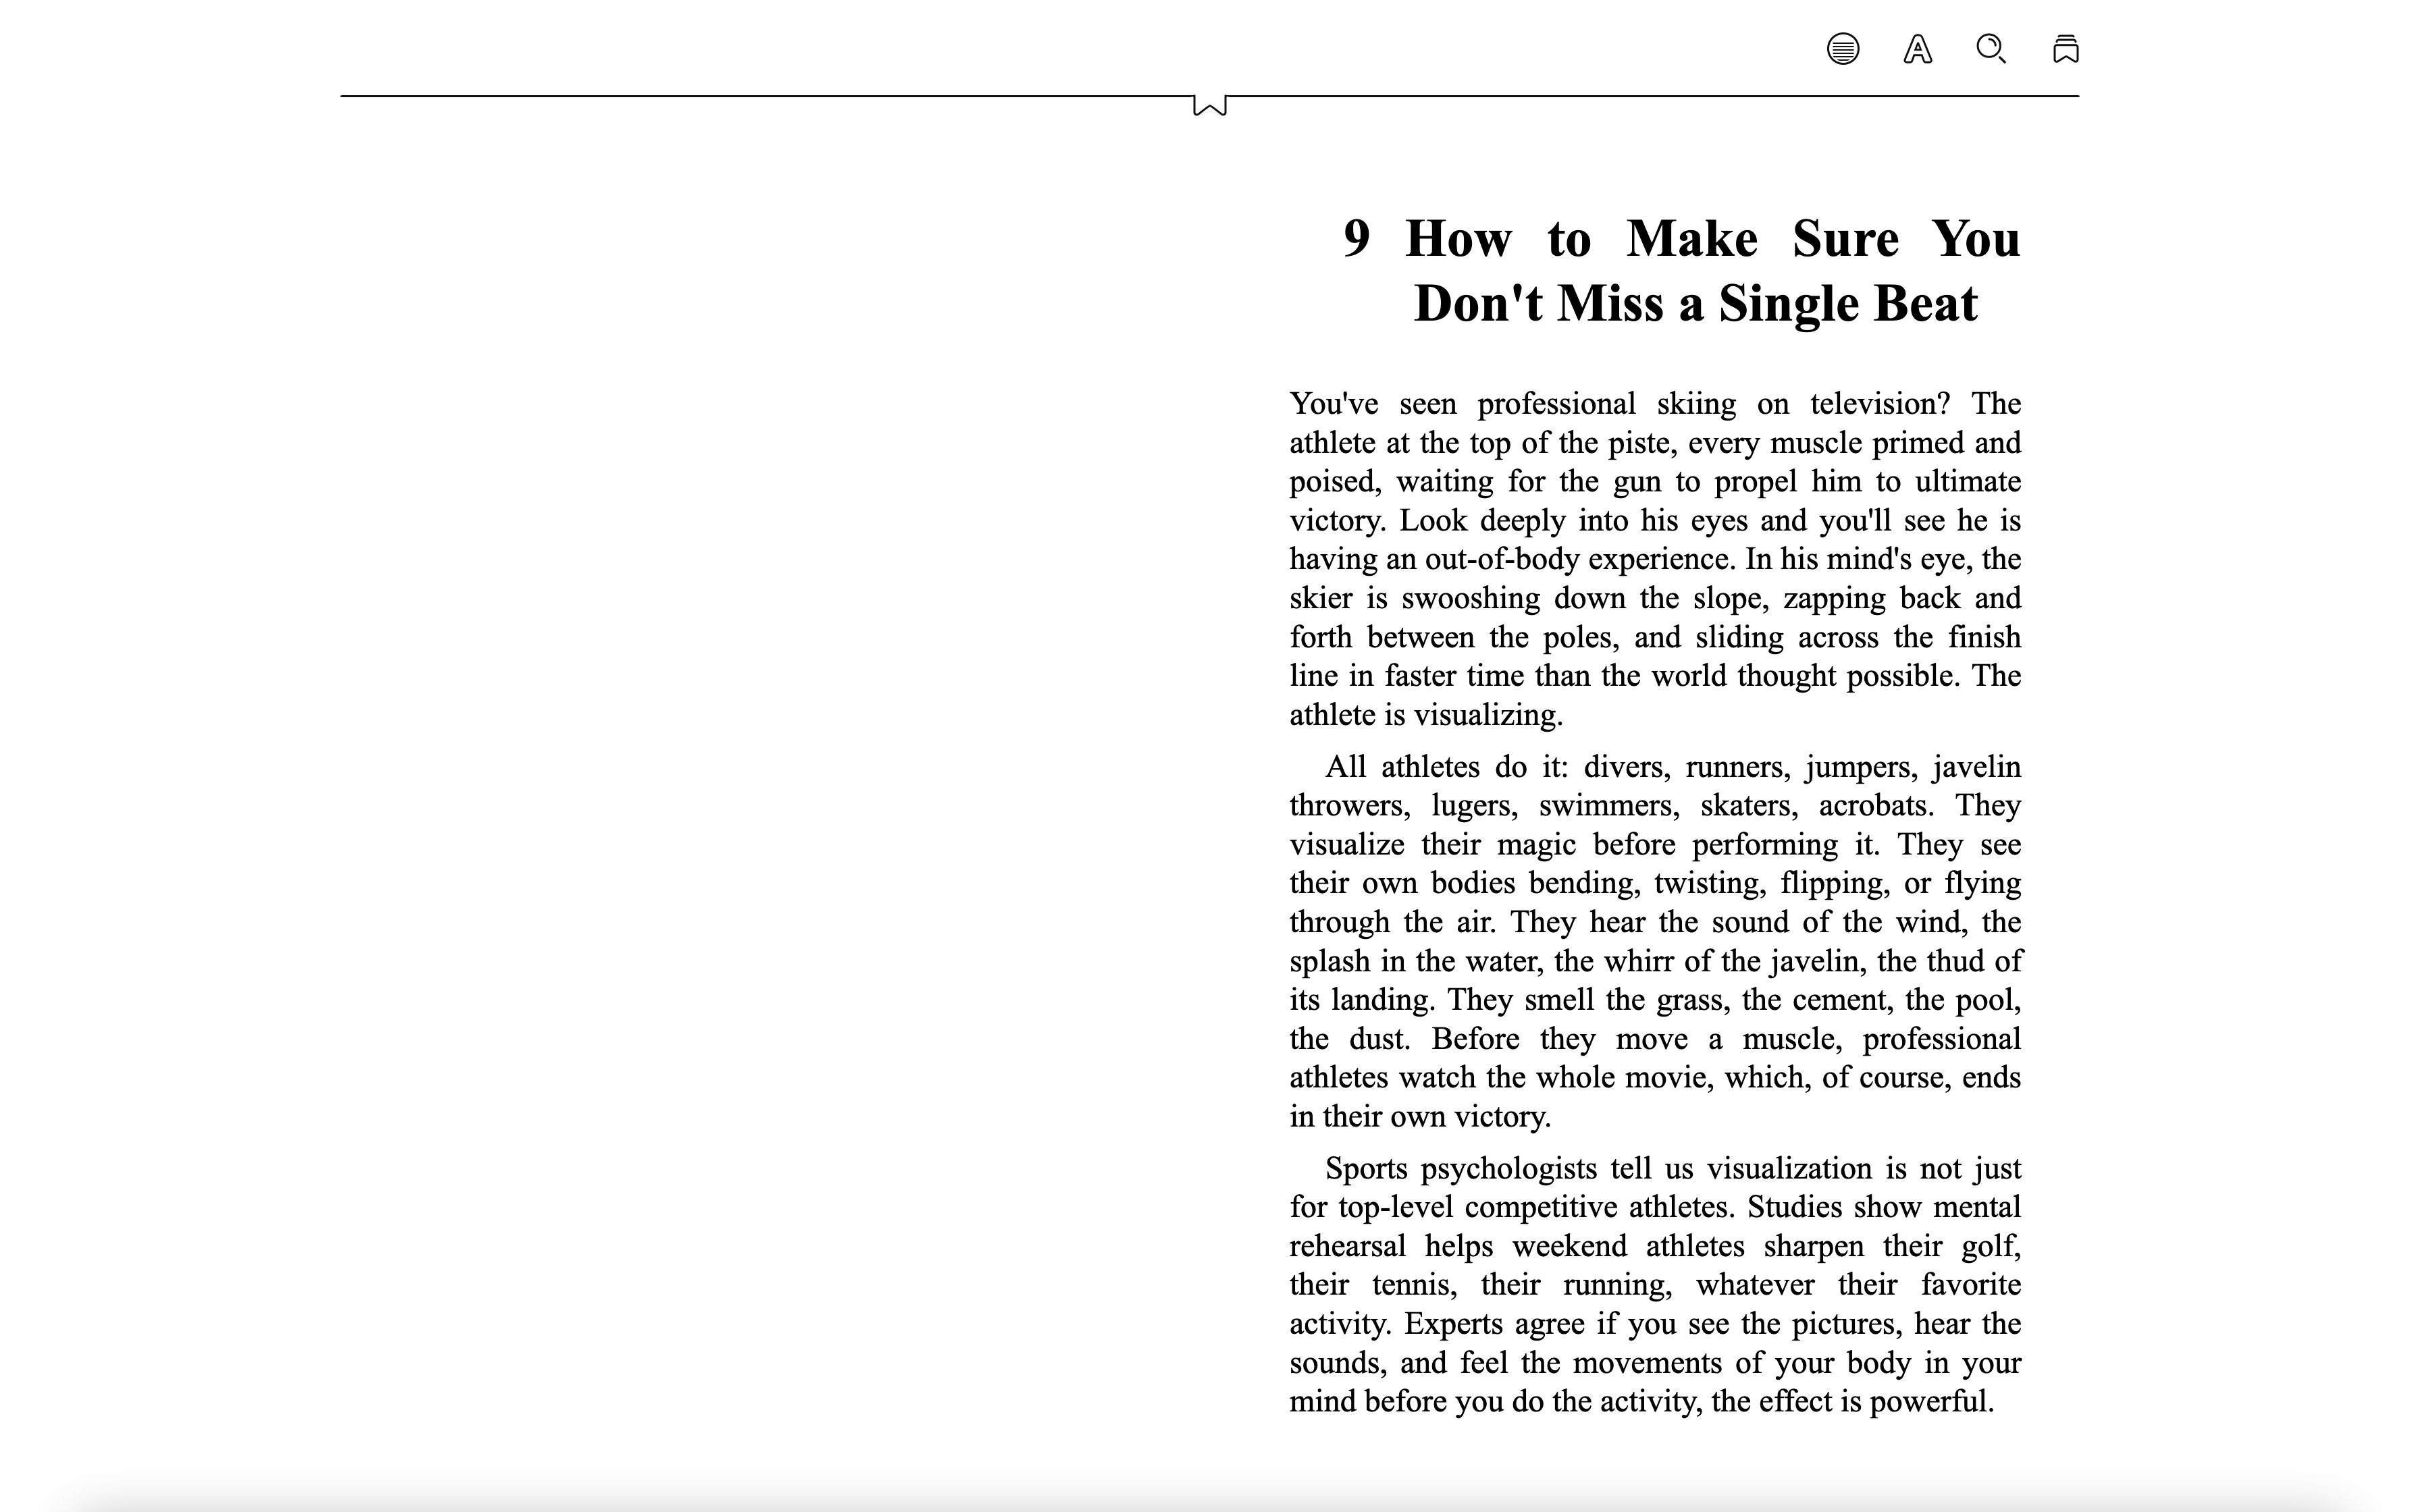 9 How to Make Sure You
Don't Miss a Single Beat
You've seen professional skiing on television? The
athlete at the top of the piste, every muscle primed and
poised, waiting for the gun to propel him to ultimate
victory. Look deeply into his eyes and you'll see he is
having an out-of-body experience. In his mind's eye, the
skier is swooshing down the slope, zapping back and
forth between the poles, and sliding across the finish
line in faster time than the world thought possible. The
athlete is visualizing.
All athletes do it: divers, runners, jumpers, javelin
throwers, lugers, swimmers, skaters, acrobats. They
visualize their magic before performing it. They see
their own bodies bending, twisting, flipping, or flying
through the air. They hear the sound of the wind, the
splash in the water, the whirr of the javelin, the thud of
its landing. They smell the grass, the cement, the pool,
the dust. Before they move a muscle, professional
athletes watch the whole movie, which, of course, ends
in their own victory.
Sports psychologists tell us visualization is not just
for top-level competitive athletes. Studies show mental
rehearsal helps weekend athletes sharpen their golf,
their tennis, their running, whatever their favorite
activity. Experts agree if you see the pictures, hear the
sounds, and feel the movements of your body in your
mind before you do the activity, the effect is powerful.